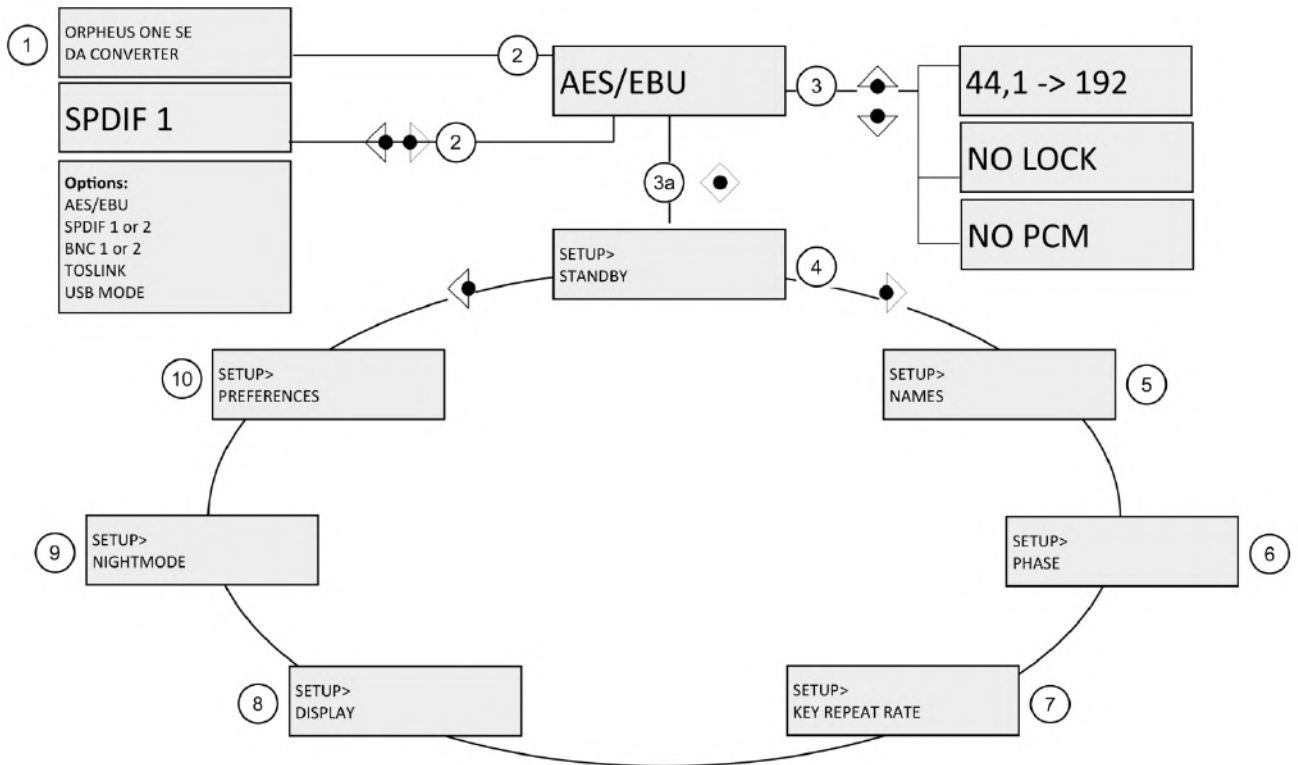 1
ORPHEUS ONE SE
DA CONVERTER
2
AES/EBU
3
44,1 -> 192
SPDIF 1
2
NO LOCK
3a
NO PCM
Options:
AES/EBU
SPDIF 1 or 2
BNC 1 or 2
TOSLINK
USB MODE
SETUP>
STANDBY
4
10
SETUP>
PREFERENCES
SETUP>
NAMES
5
9
SETUP>
NIGHTMODE
SETUP>
PHASE
6
8
SETUP>
DISPLAY
SETUP>
KEY REPEAT RATE
7